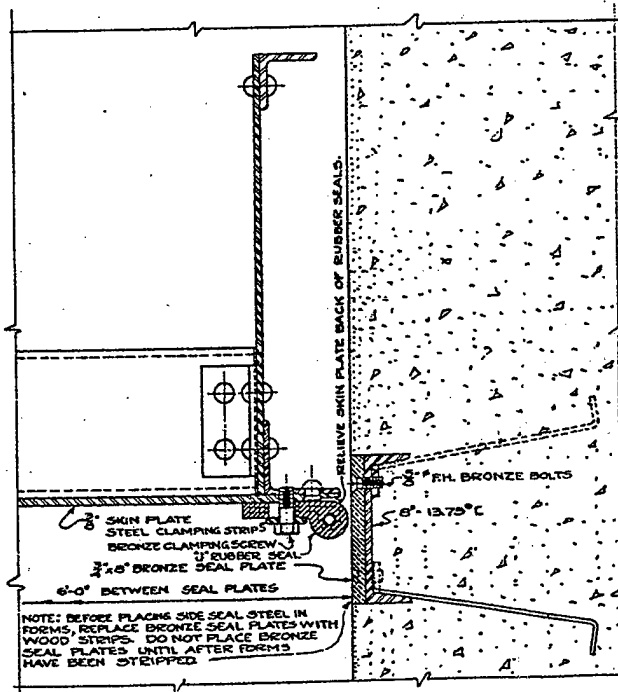 RELIEVE SKIN PLATE BACK OF RUBBER SEALS.
5/8"⌀ F.H. BRONZE BOLTS
8"- 13.75# [
3/8" SKIN PLATE
STEEL CLAMPING STRIPS
BRONZE CLAMPING SCREW
"J" RUBBER SEAL
x8" BRONZE SEAL PLATE
6'-0" BETWEEN SEAL PLATES
NOTE: BEFORE PLACING SIDE SEAL STEEL IN
FORMS, REPLACE BRONZE SEAL PLATES WITH
WOOD STRIPS. DO NOT PLACE BRONZE
SEAL PLATES UNTIL AFTER FORMS
HAVE BEEN STRIPPED.